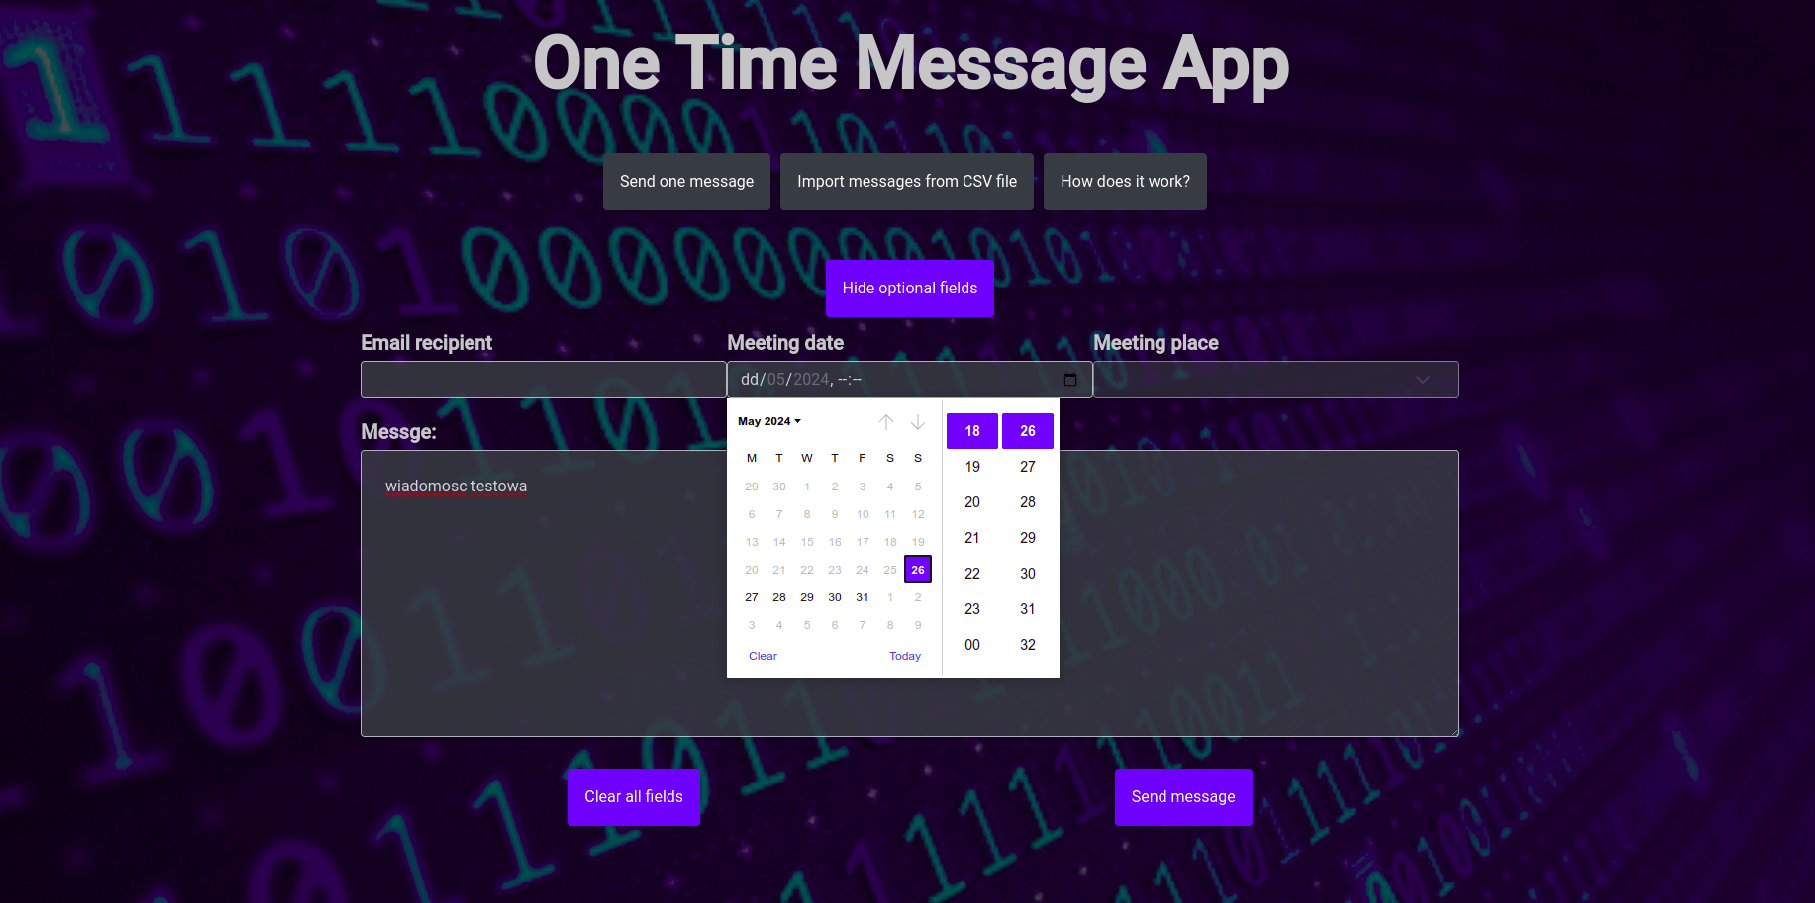 One Time Message App
Send one message
Import messages from CSV file
How does it work?
Hide optional fields
Email recipient
Meeting date
Meeting place
dd/05/2024, --:--
May 2024
M T W T F S S
29 30 1 2 3 4 5
6 7 8 9 10 11 12
13 14 15 16 17 18 19
20 21 22 23 24 25 26
27 28 29 30 31 1 2
3 4 5 6 7 8 9
Clear Today
18 26
19 27
20 28
21 29
22 30
23 31
00 32
Messge:
wiadomosc testowa
Clear all fields
Send message